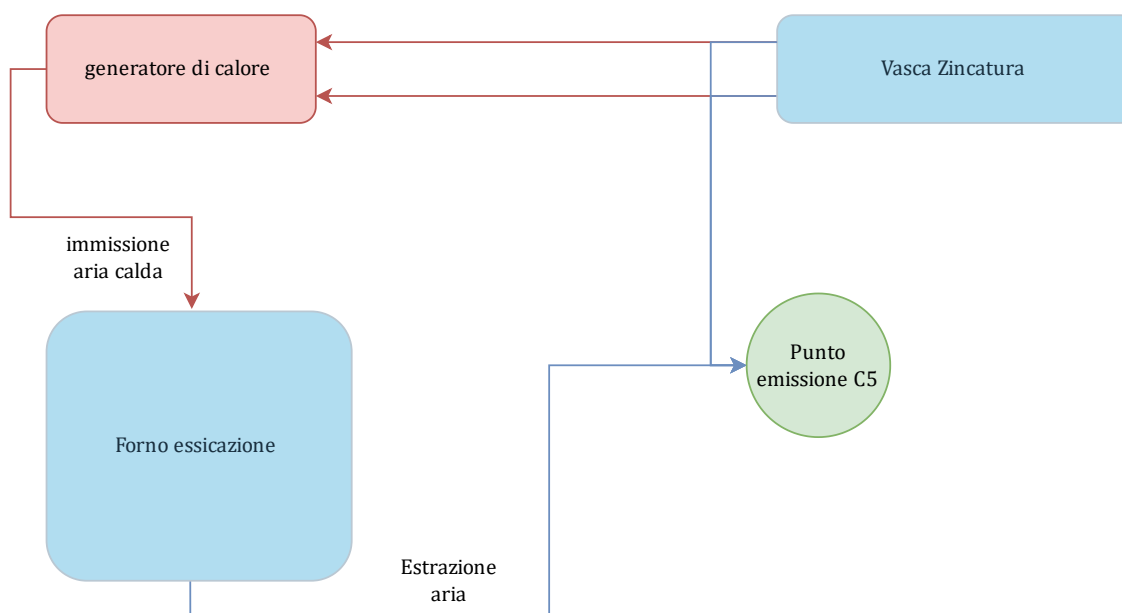 generatore di calore
Vasca Zincatura
immissione
aria calda
Punto
emissione C5
Forno essicazione
Estrazione
aria